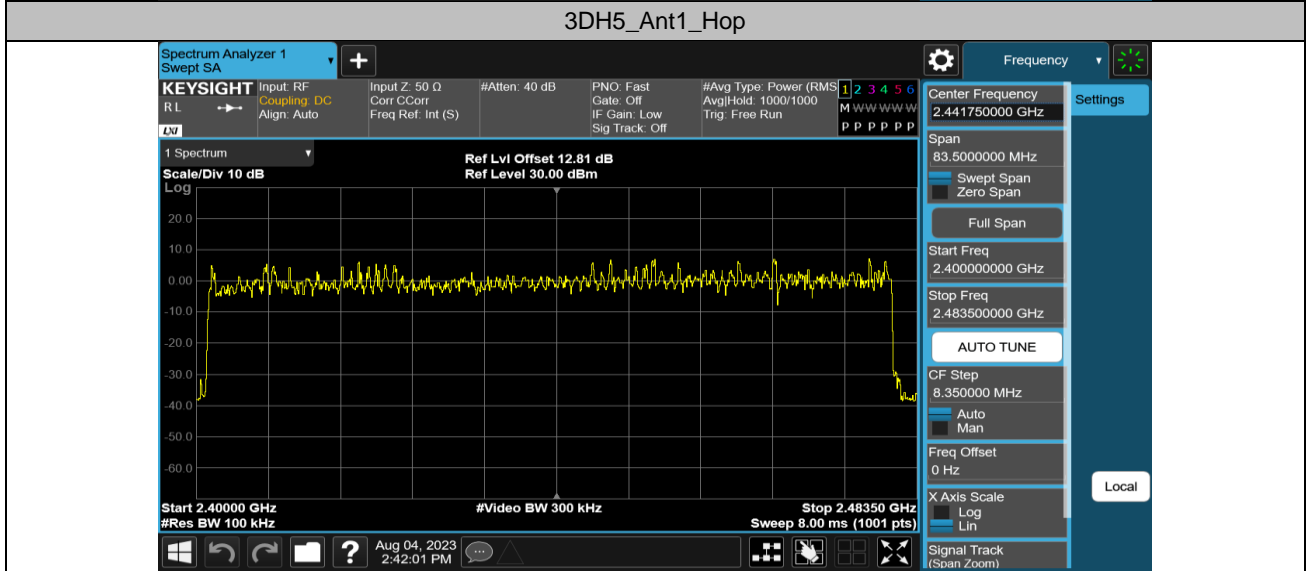 3DH5_Ant1_Hop
Spectrum Analyzer 1
Swept SA
Frequency
KEYSIGHT
RL
LXI
Input: RF
Coupling: DC
Align: Auto
Input Z: 50 Ω
Corr CCorr
Freq Ref: Int (S)
#Atten: 40 dB
PNO: Fast
Gate: Off
IF Gain: Low
Sig Track: Off
#Avg Type: Power (RMS
Avg|Hold: 1000/1000
Trig: Free Run
1 2 3 4 5 6
M W W W W W
P P P P P P
1 Spectrum
Scale/Div 10 dB
Ref Lvl Offset 12.81 dB
Ref Level 30.00 dBm
Log
20.0
10.0
0.00
-10.0
-20.0
-30.0
-40.0
-50.0
-60.0
Start 2.40000 GHz
#Res BW 100 kHz
#Video BW 300 kHz
Stop 2.48350 GHz
Sweep 8.00 ms (1001 pts)
Center Frequency
2.441750000 GHz
Settings
Span
83.5000000 MHz
Swept Span
Zero Span
Full Span
Start Freq
2.400000000 GHz
Stop Freq
2.483500000 GHz
AUTO TUNE
CF Step
8.350000 MHz
Auto
Man
Freq Offset
0 Hz
X Axis Scale
Log
Lin
Local
Signal Track
(Span Zoom)
?
Aug 04, 2023
2:42:01 PM